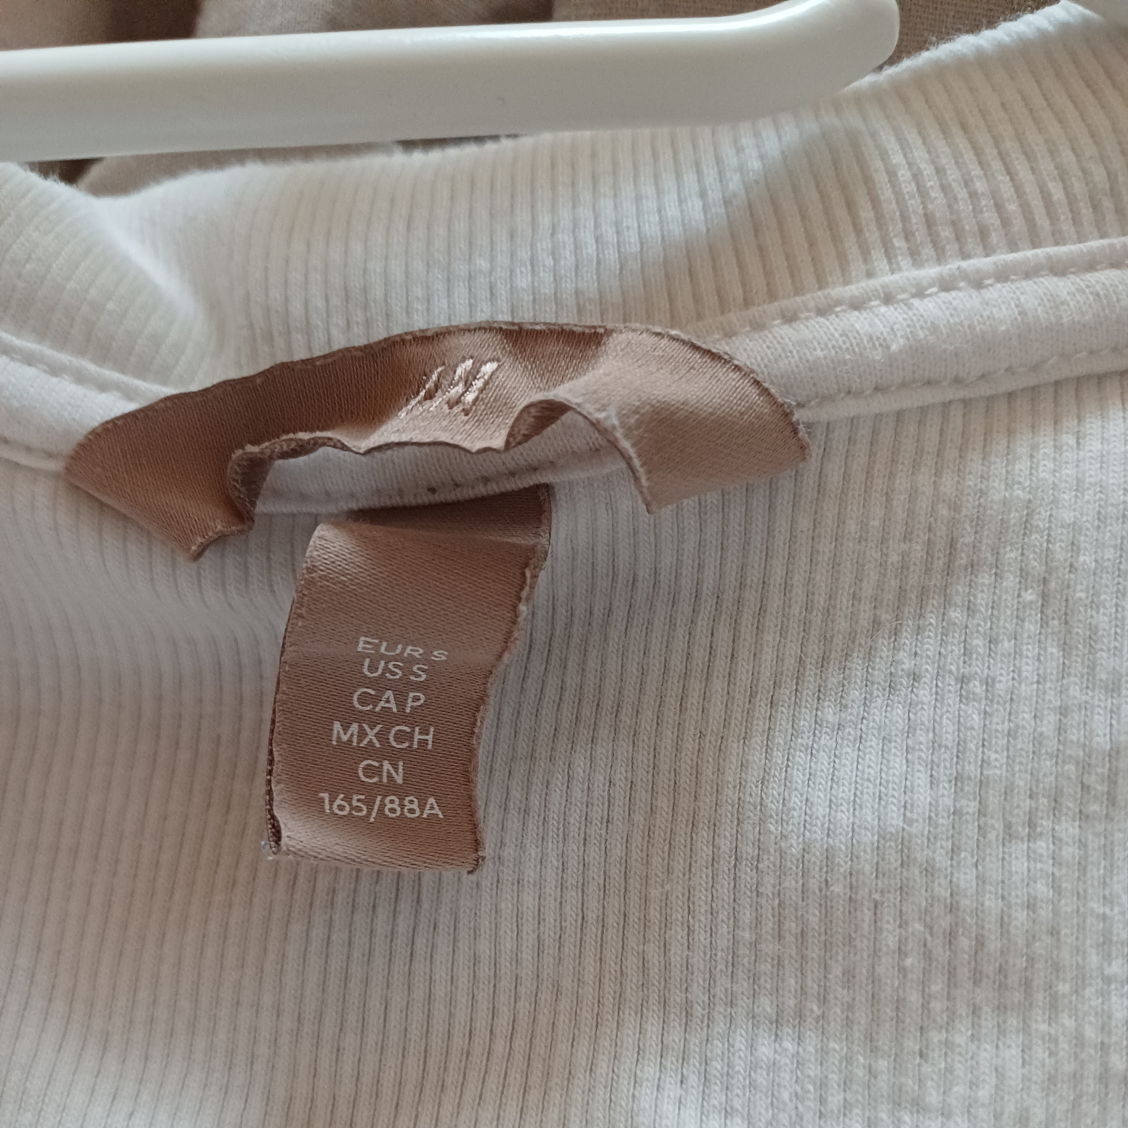 EUR S
US S
CA P
MX CH
CN
165/88A